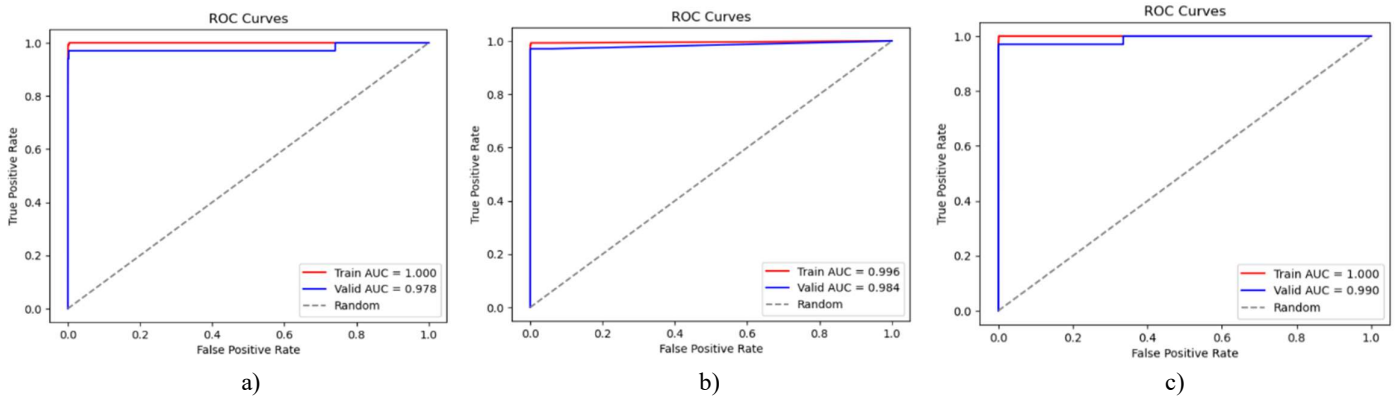 ROC Curves
True Positive Rate
1.0
0.8
0.6
0.4
0.2
0.0
Train AUC = 1.000
Valid AUC = 0.978
Random
0.0 0.2 0.4 0.6 0.8 1.0
False Positive Rate
a)
ROC Curves
True Positive Rate
1.0
0.8
0.6
0.4
0.2
0.0
Train AUC = 0.996
Valid AUC = 0.984
Random
0.0 0.2 0.4 0.6 0.8 1.0
False Positive Rate
b)
ROC Curves
True Positive Rate
1.0
0.8
0.6
0.4
0.2
0.0
Train AUC = 1.000
Valid AUC = 0.990
Random
0.0 0.2 0.4 0.6 0.8 1.0
False Positive Rate
c)